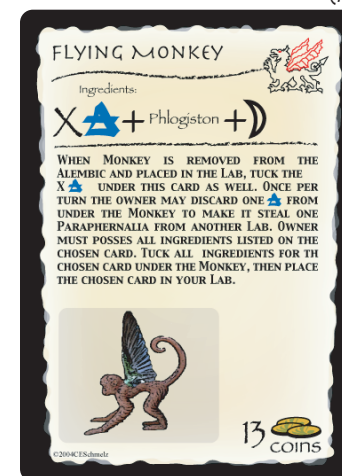 FLYING MONKEY
Ingredients:
X + Phlogiston +
WHEN MONKEY IS REMOVED FROM THE
ALEMBIC AND PLACED IN THE LAB, TUCK THE
X UNDER THIS CARD AS WELL. ONCE PER
TURN THE OWNER MAY DISCARD ONE FROM
UNDER THE MONKEY TO MAKE IT STEAL ONE
PARAPHERNALIA FROM ANOTHER LAB. OWNER
MUST POSSES ALL INGREDIENTS LISTED ON THE
CHOSEN CARD. TUCK ALL INGREDIENTS FOR TH
CHOSEN CARD UNDER THE MONKEY, THEN PLACE
THE CHOSEN CARD IN YOUR LAB.
13 COINS
©2004CESchmelz